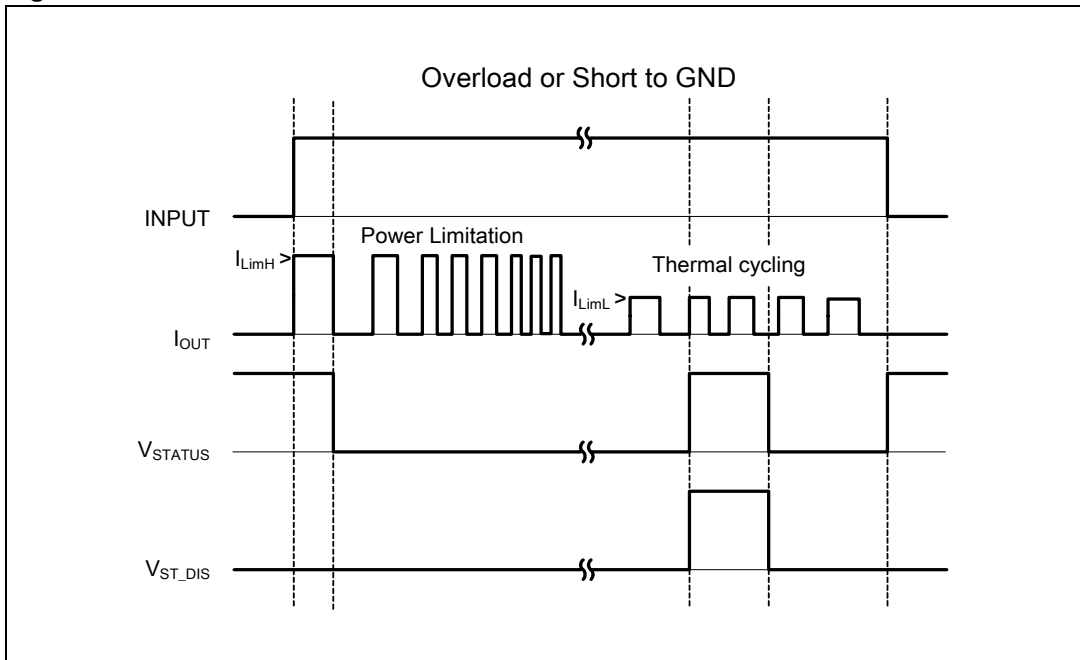 Overload or Short to GND
INPUT
Power Limitation
I_LimH >
Thermal cycling
I_LimL >
I_OUT
V_STATUS
V_ST_DIS